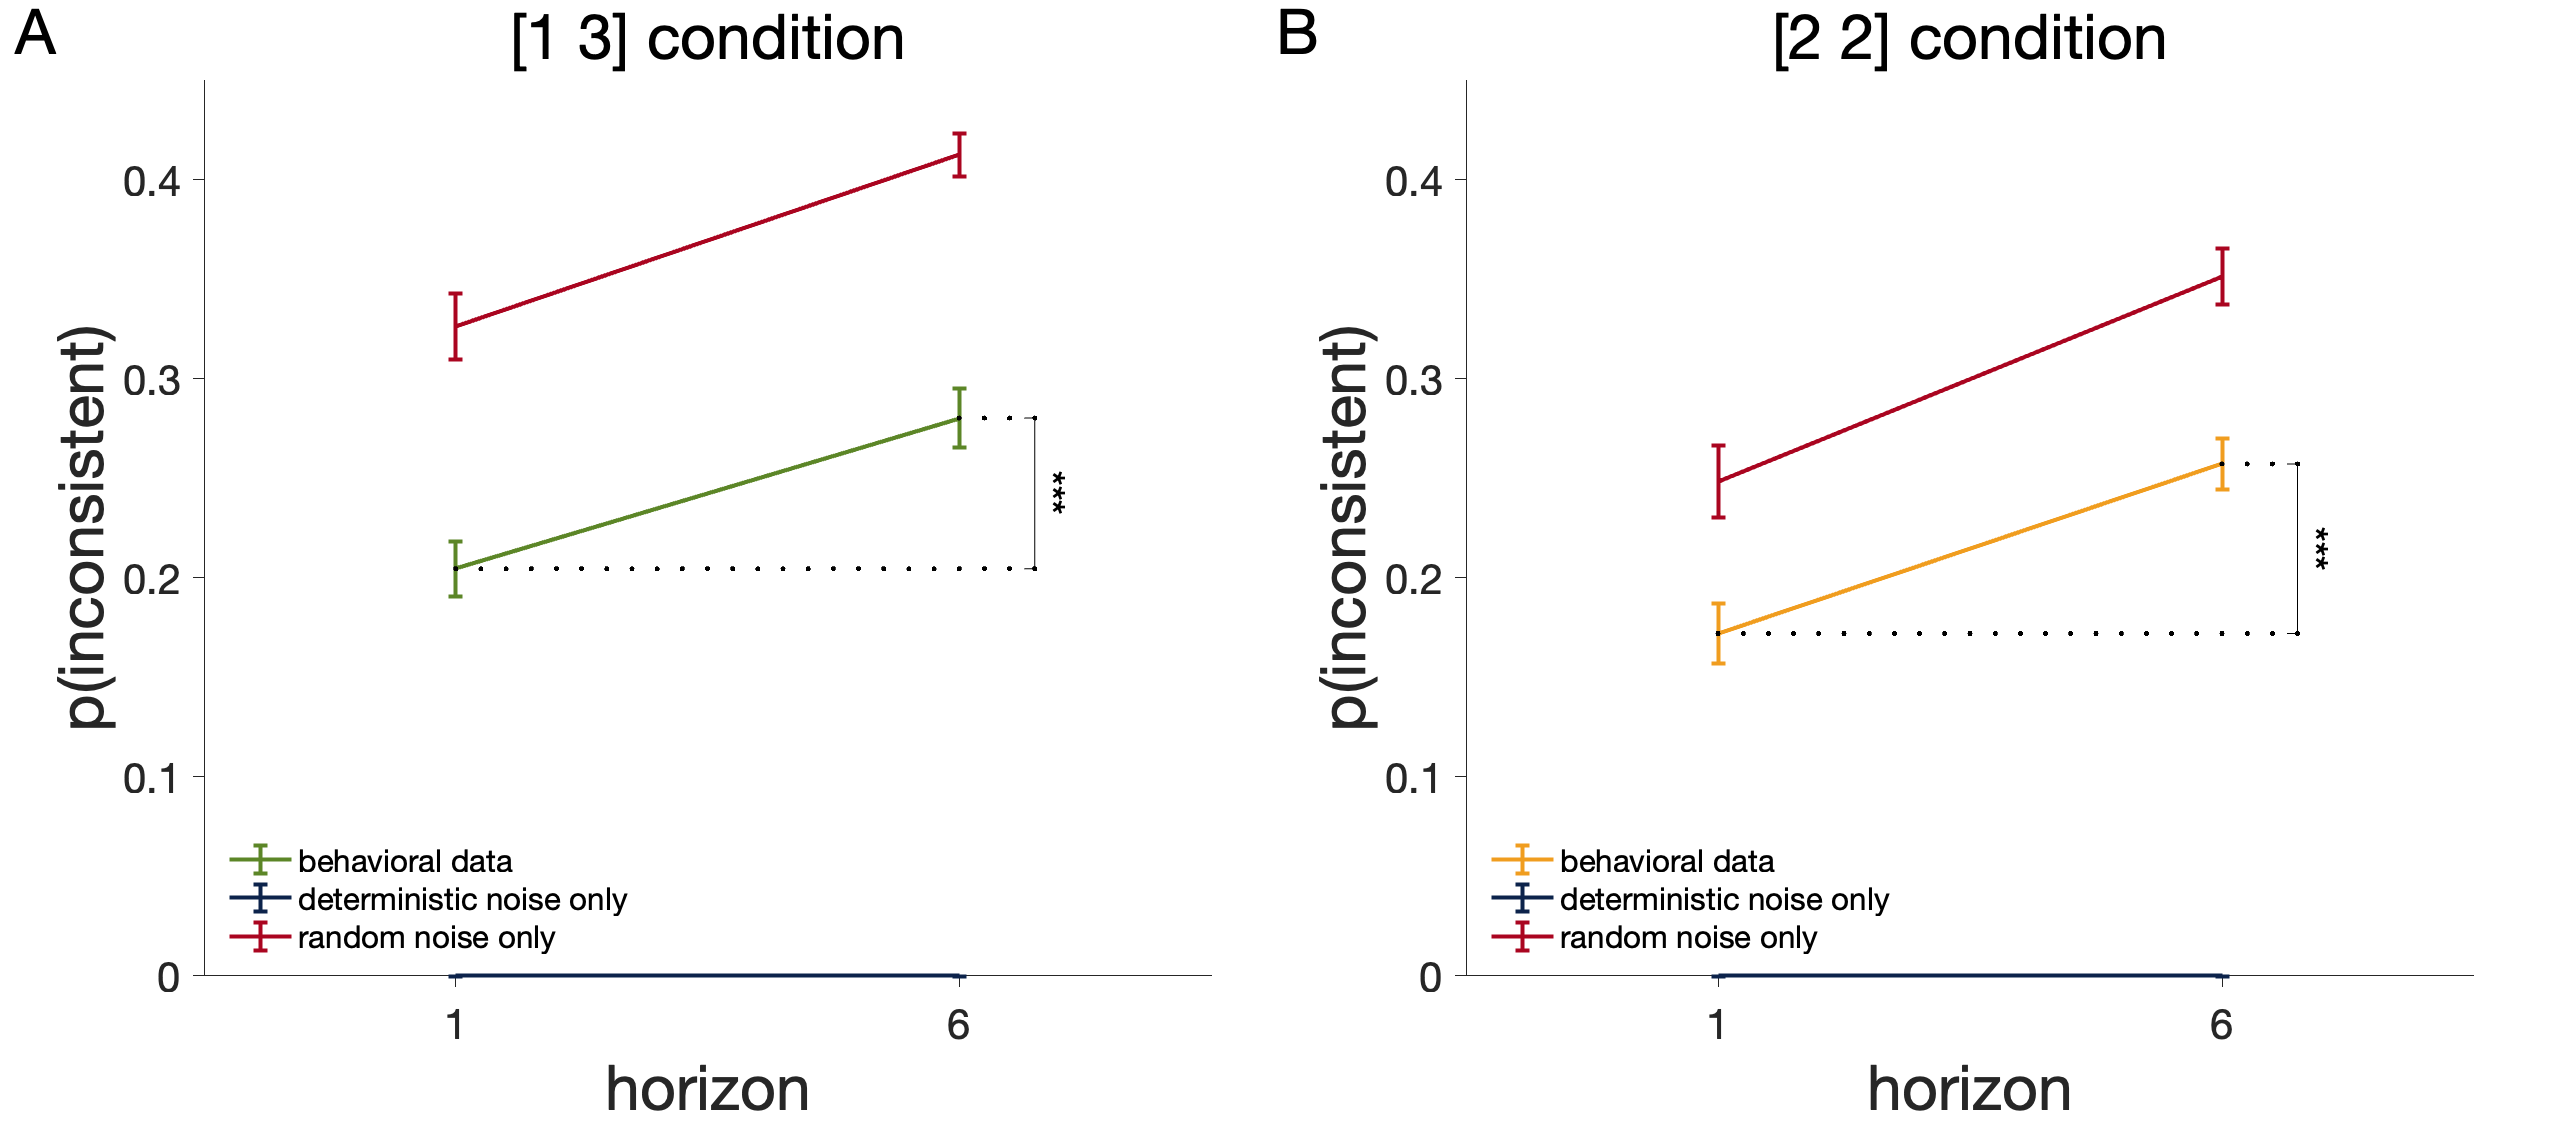 A
[1 3] condition
0.4
0.3
0.2
0.1
0
p(inconsistent)
***
behavioral data
deterministic noise only
random noise only
1
6
horizon
B
[2 2] condition
0.4
0.3
0.2
0.1
0
p(inconsistent)
***
behavioral data
deterministic noise only
random noise only
1
6
horizon